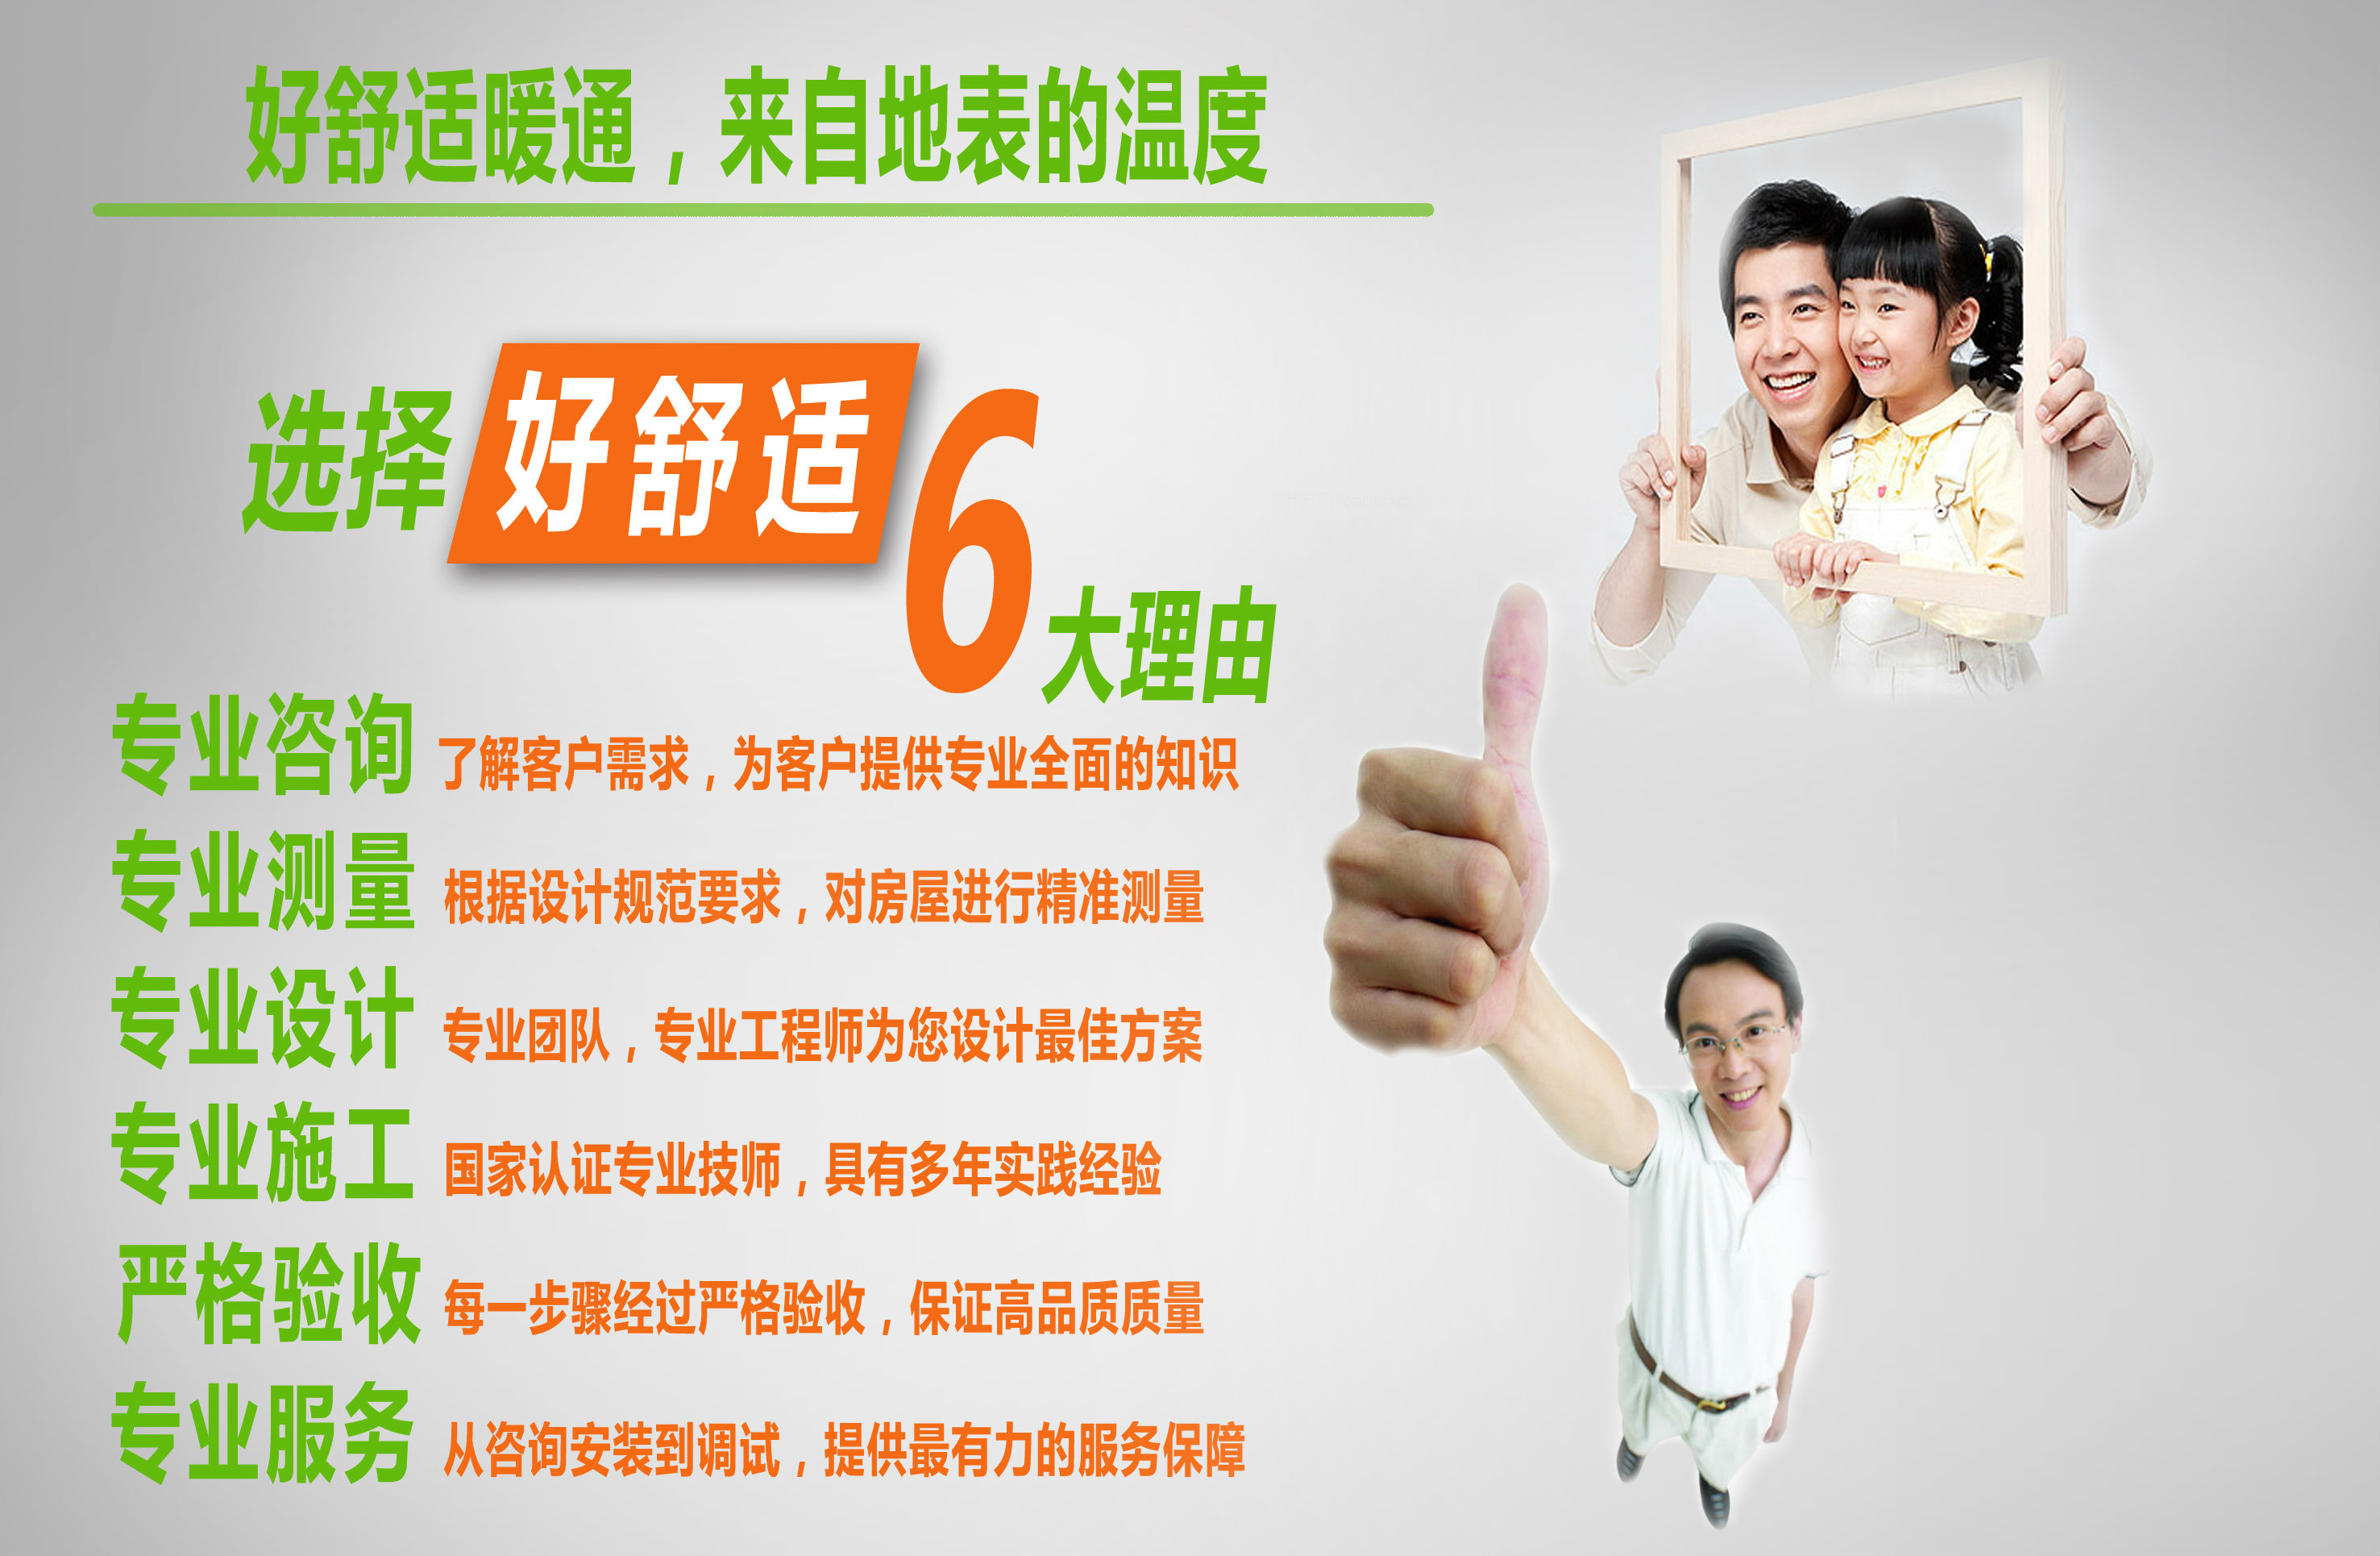 好舒适暖通，来自地表的温度
选择好舒适6大理由
专业咨询 了解客户需求，为客户提供专业全面的知识
专业测量 根据设计规范要求，对房屋进行精准测量
专业设计 专业团队，专业工程师为您设计最佳方案
专业施工 国家认证专业技师，具有多年实践经验
严格验收 每一步骤经过严格验收，保证高品质质量
专业服务 从咨询安装到调试，提供最有力的服务保障